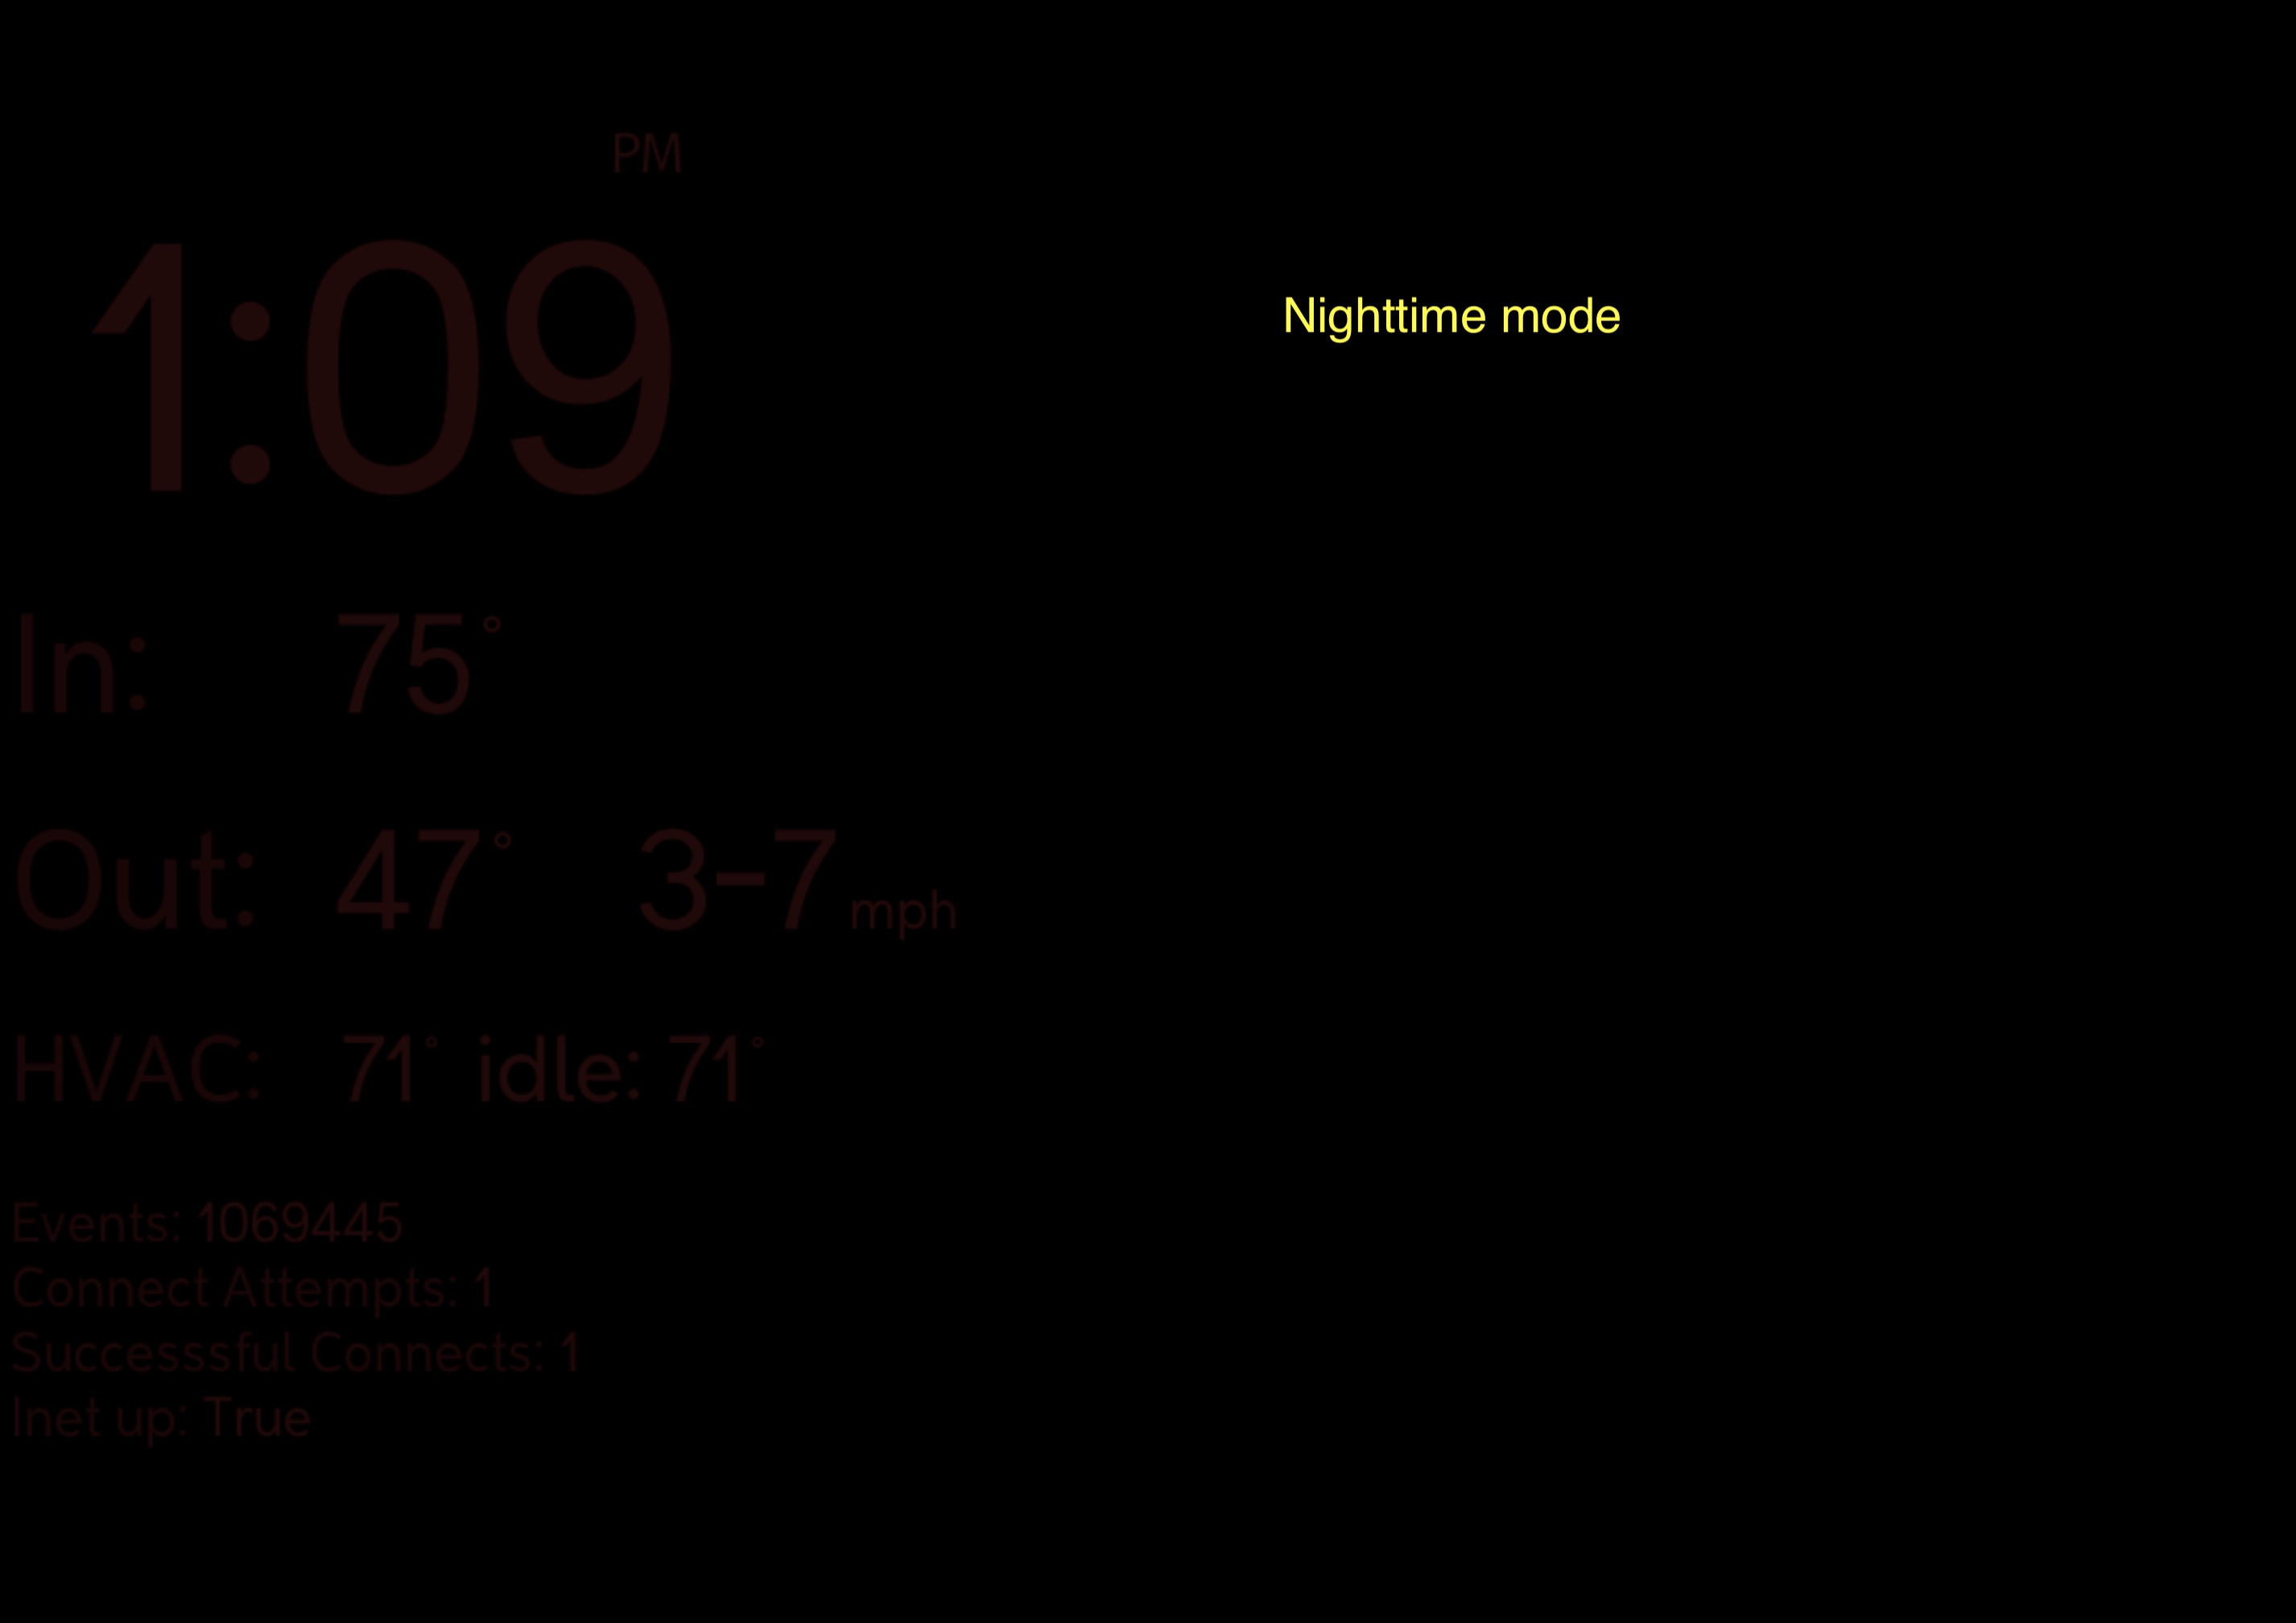 PM
1:09
Nighttime mode
In: 75°
Out: 47° 3-7 mph
HVAC: 71° idle: 71°
Events: 1069445
Connect Attempts: 1
Successsful Connects: 1
Inet up: True